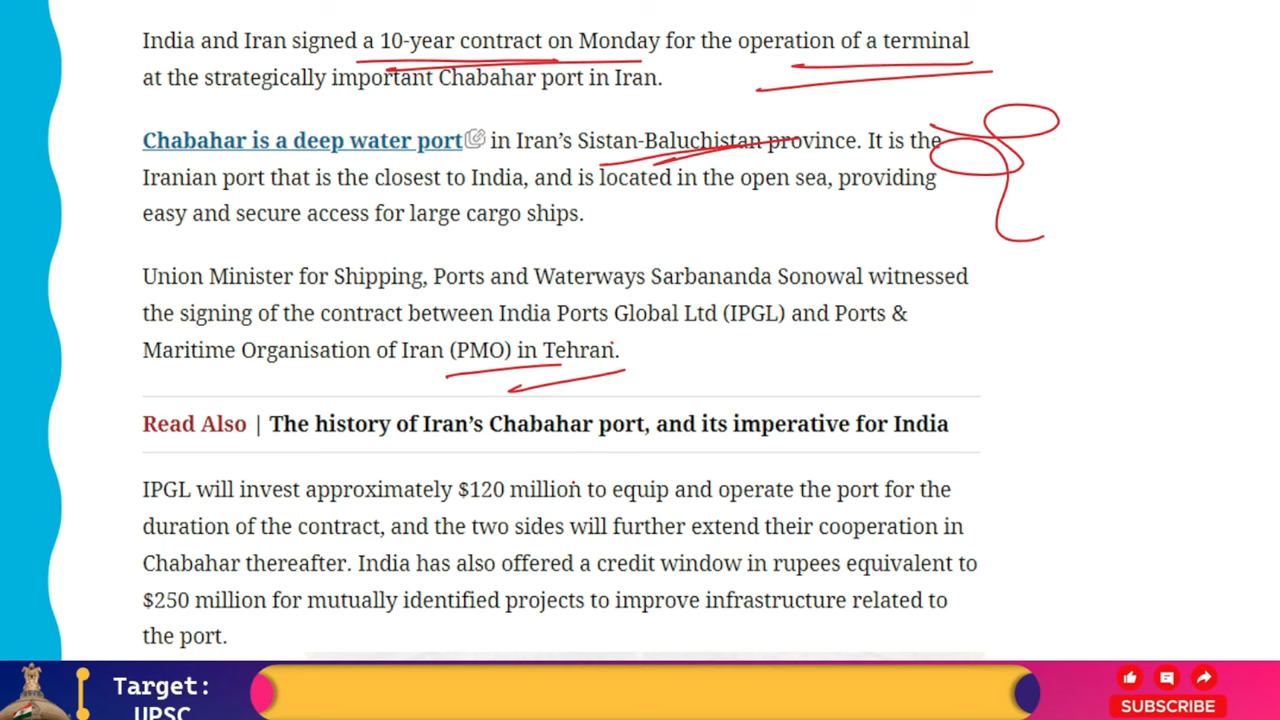 India and Iran signed a 10-year contract on Monday for the operation of a terminal
at the strategically important Chabahar port in Iran.
Chabahar is a deep water port in Iran’s Sistan-Baluchistan province. It is the
Iranian port that is the closest to India, and is located in the open sea, providing
easy and secure access for large cargo ships.
Union Minister for Shipping, Ports and Waterways Sarbananda Sonowal witnessed
the signing of the contract between India Ports Global Ltd (IPGL) and Ports &
Maritime Organisation of Iran (PMO) in Tehran.
Read Also | The history of Iran’s Chabahar port, and its imperative for India
IPGL will invest approximately $120 million to equip and operate the port for the
duration of the contract, and the two sides will further extend their cooperation in
Chabahar thereafter. India has also offered a credit window in rupees equivalent to
$250 million for mutually identified projects to improve infrastructure related to
the port.
Target:
UPSC
SUBSCRIBE